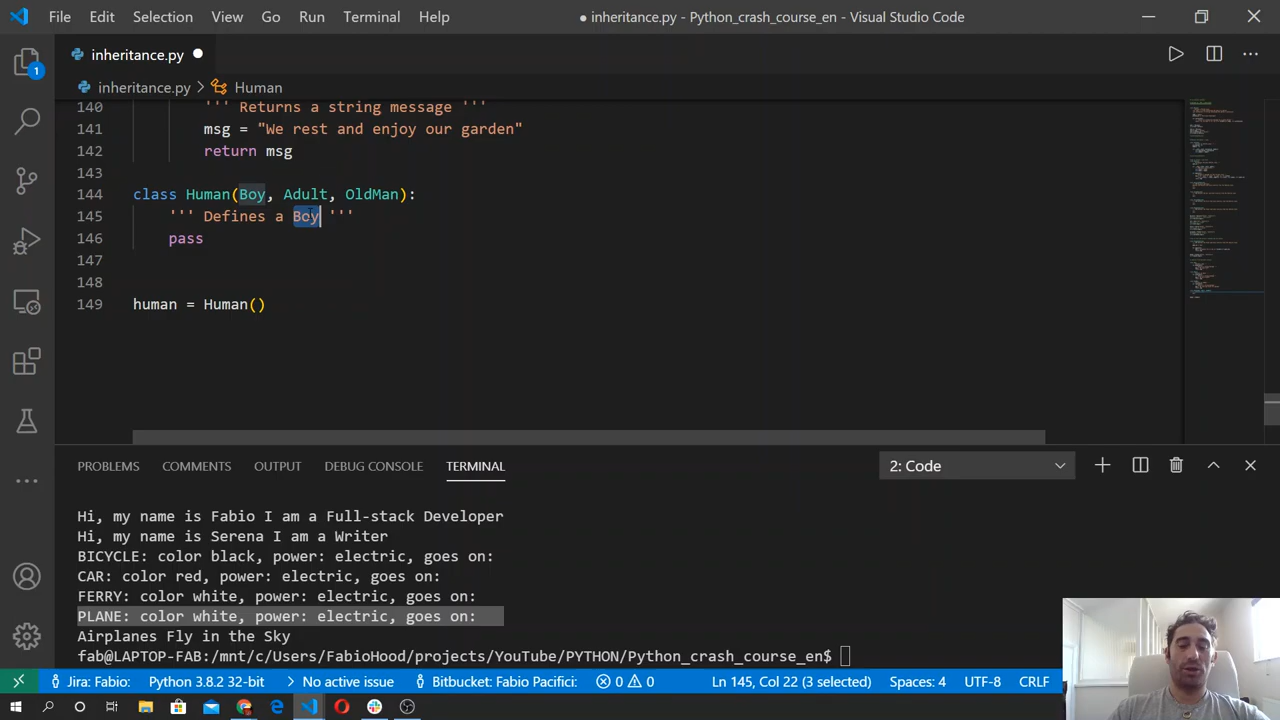 File Edit Selection View Go Run Terminal Help ● inheritance.py - Python_crash_course_en - Visual Studio Code
inheritance.py ●
inheritance.py > Human
140 ''' Returns a string message '''
141 msg = "We rest and enjoy our garden"
142 return msg
143
144 class Human(Boy, Adult, OldMan):
145 ''' Defines a Boy '''
146 pass
147
148
149 human = Human()
PROBLEMS COMMENTS OUTPUT DEBUG CONSOLE TERMINAL 2: Code
Hi, my name is Fabio I am a Full-stack Developer
Hi, my name is Serena I am a Writer
BICYCLE: color black, power: electric, goes on:
CAR: color red, power: electric, goes on:
FERRY: color white, power: electric, goes on:
PLANE: color white, power: electric, goes on:
Airplanes Fly in the Sky
fab@LAPTOP-FAB:/mnt/c/Users/FabioHood/projects/YouTube/PYTHON/Python_crash_course_en$
Jira: Fabio: Python 3.8.2 32-bit No active issue Bitbucket: Fabio Pacifici: 0 0 Ln 145, Col 22 (3 selected) Spaces: 4 UTF-8 CRLF
1